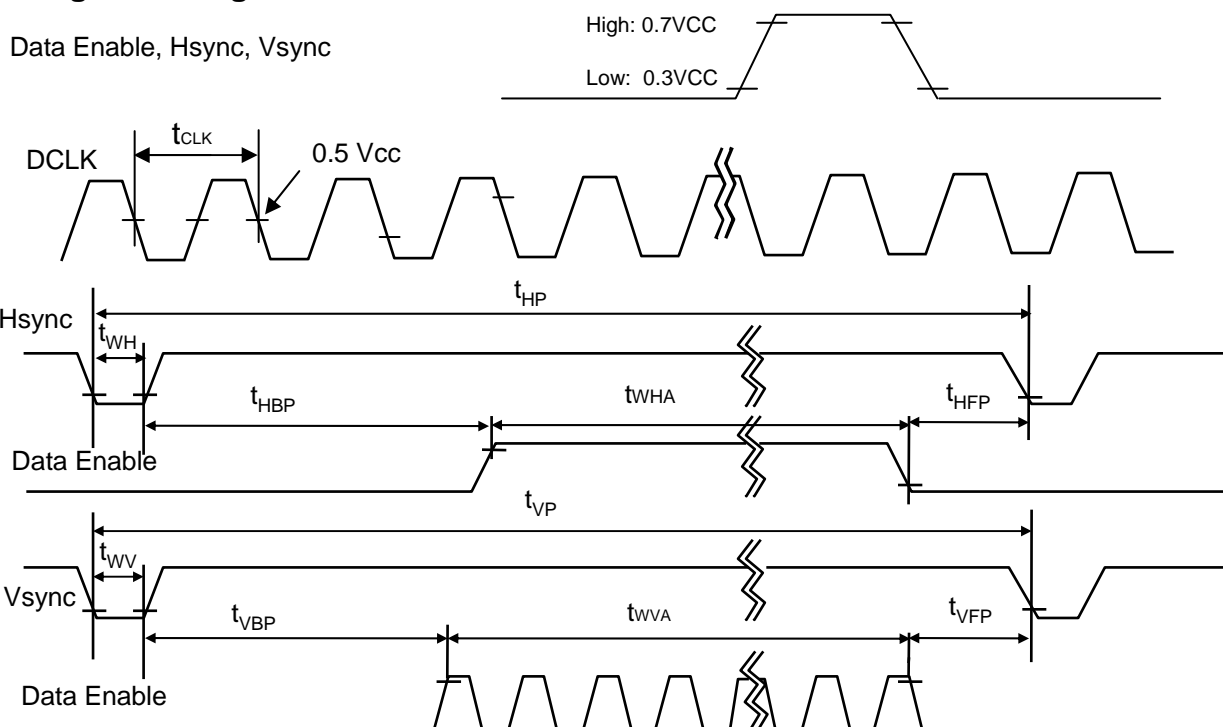 Data Enable, Hsync, Vsync
High: 0.7VCC
Low: 0.3VCC
tCLK
DCLK
0.5 Vcc
tHP
Hsync
tWH
tHBP
tWHA
tHFP
Data Enable
tVP
tWV
Vsync
tVBP
tWVA
tVFP
Data Enable